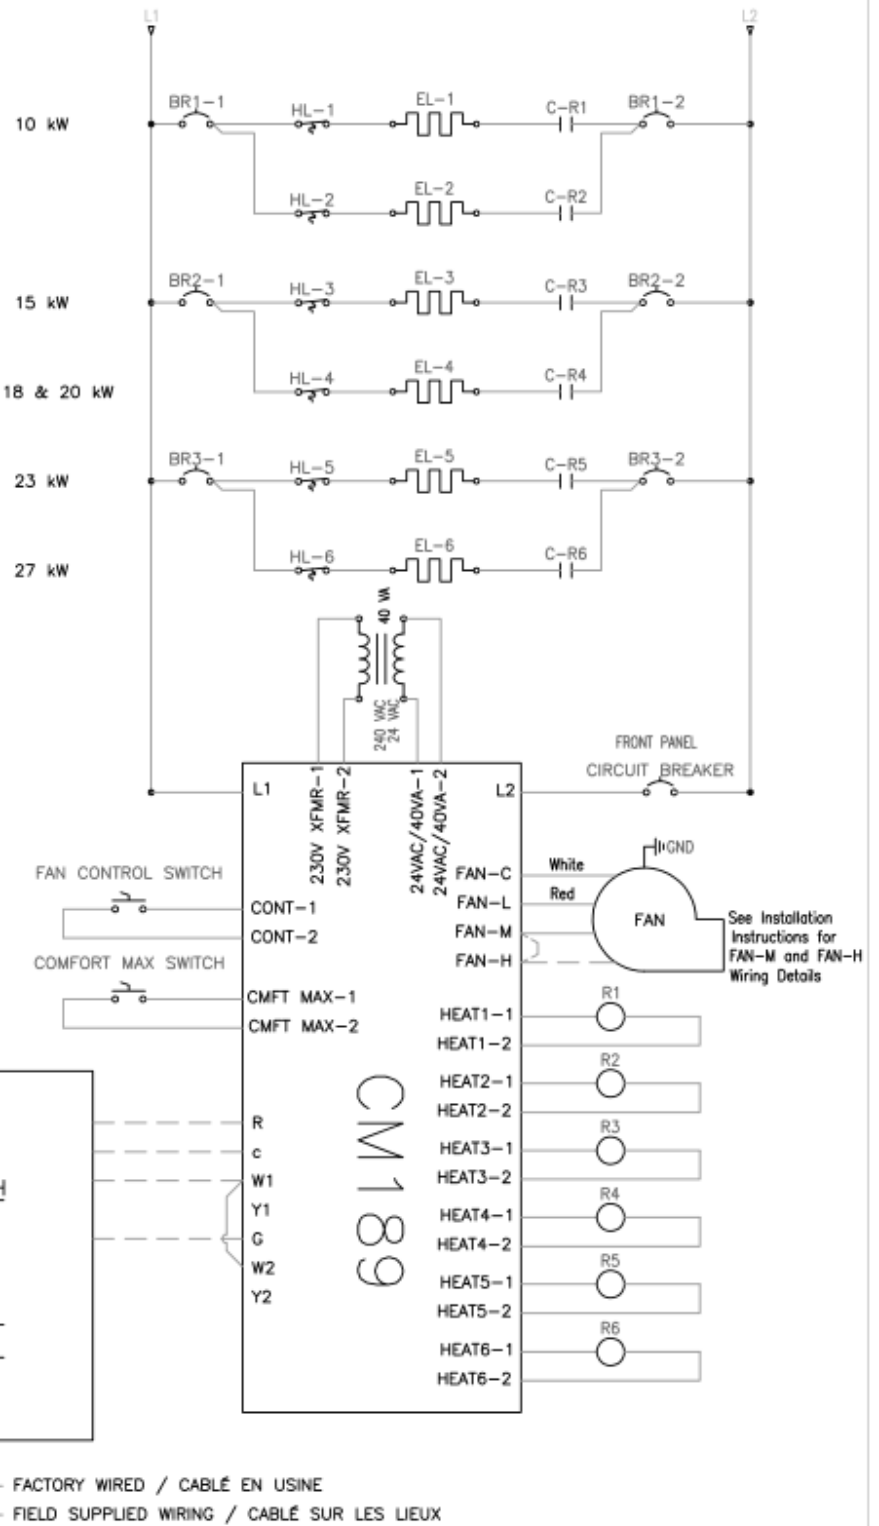 L1 L2
BR1-1 HL-1 EL-1 C-R1 BR1-2
10 kW
HL-2 EL-2 C-R2
BR2-1 HL-3 EL-3 C-R3 BR2-2
15 kW
HL-4 EL-4 C-R4
18 & 20 kW
BR3-1 HL-5 EL-5 C-R5 BR3-2
23 kW
HL-6 EL-6 C-R6
27 kW
40 VA
240 VAC
24 VAC
FRONT PANEL
CIRCUIT BREAKER
L1 L2
230V XFMR-1
230V XFMR-2
24VAC/40VA-1
24VAC/40VA-2
FAN CONTROL SWITCH
CONT-1
CONT-2
COMFORT MAX SWITCH
CMFT MAX-1
CMFT MAX-2
GND
FAN-C White
FAN-L Red
FAN-M
FAN-H
FAN
See Installation
Instructions for
FAN-M and FAN-H
Wiring Details
R
c
W1
Y1
G
W2
Y2
CM189
R1
HEAT1-1
HEAT1-2
R2
HEAT2-1
HEAT2-2
R3
HEAT3-1
HEAT3-2
R4
HEAT4-1
HEAT4-2
R5
HEAT5-1
HEAT5-2
R6
HEAT6-1
HEAT6-2
FACTORY WIRED / CABLÉ EN USINE
FIELD SUPPLIED WIRING / CABLÉ SUR LES LIEUX